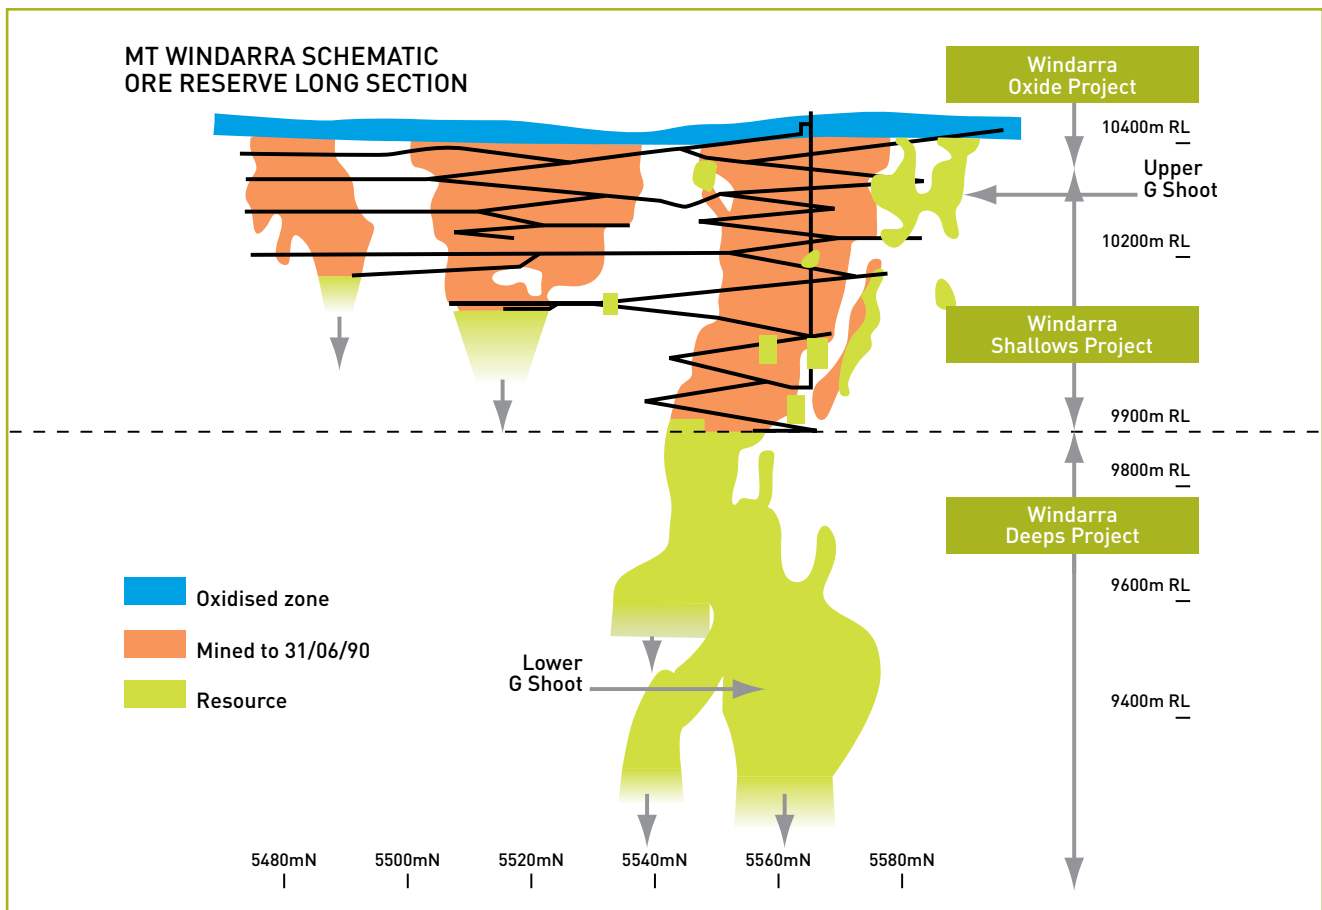 MT WINDARRA SCHEMATIC
ORE RESERVE LONG SECTION
Windarra
Oxide Project
10400m RL
Upper
G Shoot
10200m RL
Windarra
Shallows Project
9900m RL
9800m RL
Windarra
Deeps Project
9600m RL
Oxidised zone
Mined to 31/06/90
Resource
Lower
G Shoot
9400m RL
5480mN
5500mN
5520mN
5540mN
5560mN
5580mN